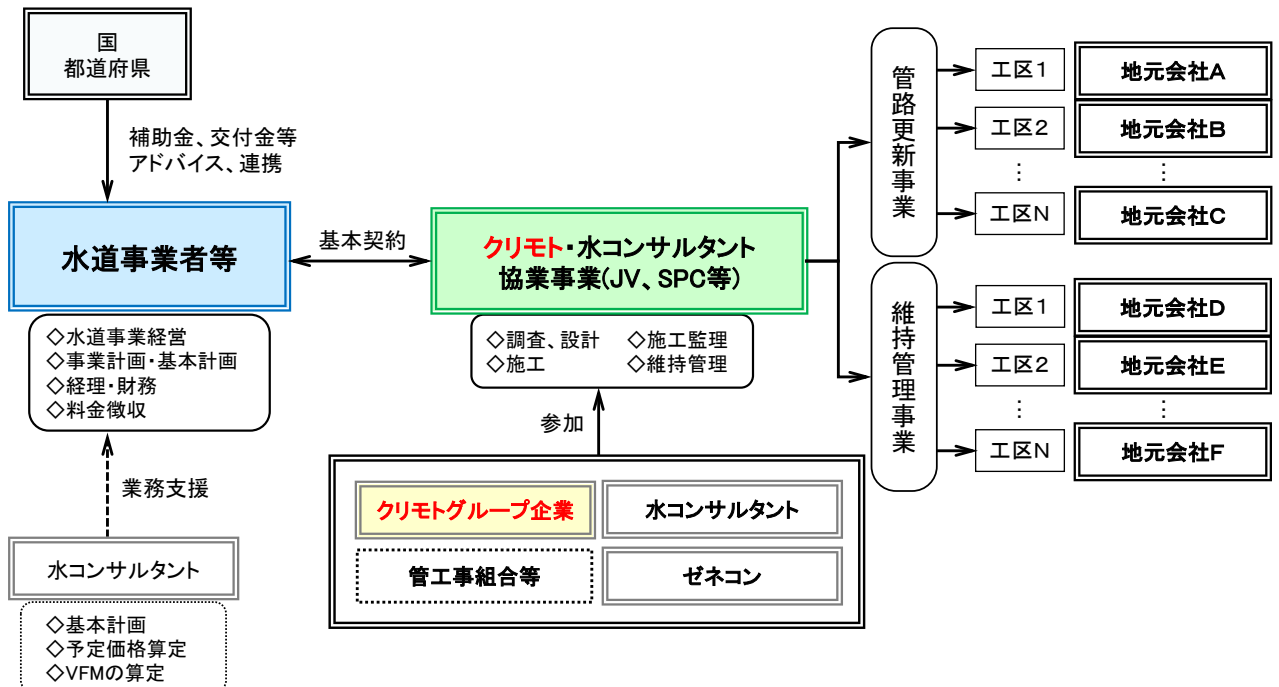 国
都道府県
補助金、交付金等
アドバイス、連携
水道事業者等
◇水道事業経営
◇事業計画・基本計画
◇経理・財務
◇料金徴収
業務支援
水コンサルタント
◇基本計画
◇予定価格算定
◇VFMの算定
基本契約
クリモト・水コンサルタント
協業事業(JV、SPC等)
◇調査、設計 ◇施工監理
◇施工 ◇維持管理
参加
クリモトグループ企業
水コンサルタント
管工事組合等
ゼネコン
管路更新事業
工区1
地元会社A
工区2
地元会社B
⋮
⋮
工区N
地元会社C
維持管理事業
工区1
地元会社D
工区2
地元会社E
⋮
⋮
工区N
地元会社F